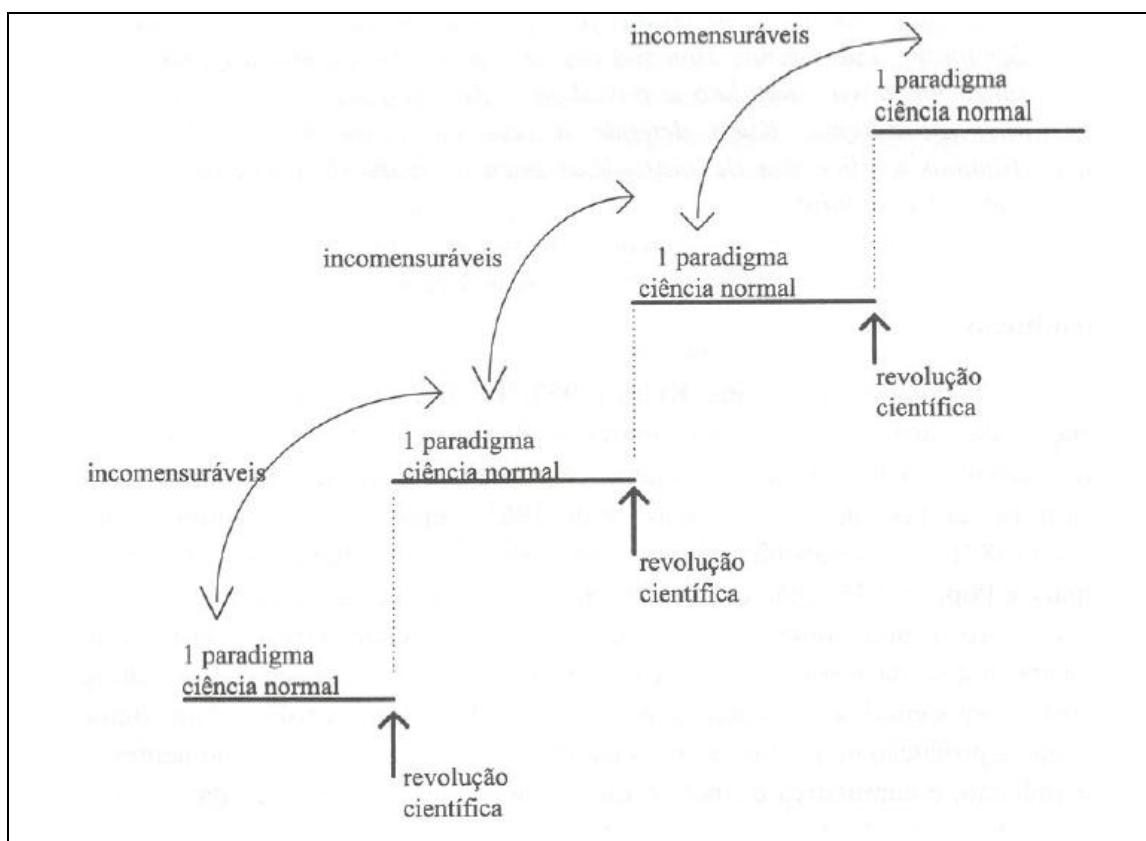 incomensuráveis
1 paradigma
ciência normal
incomensuráveis
1 paradigma
ciência normal
revolução
científica
incomensuráveis
1 paradigma
ciência normal
revolução
científica
1 paradigma
ciência normal
revolução
científica